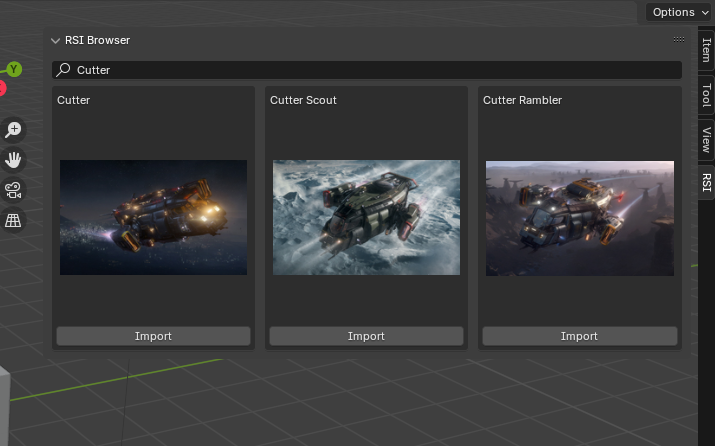 Options
RSI Browser
Cutter
Cutter
Cutter Scout
Cutter Rambler
Import
Import
Import
Y
Item
Tool
View
RSI